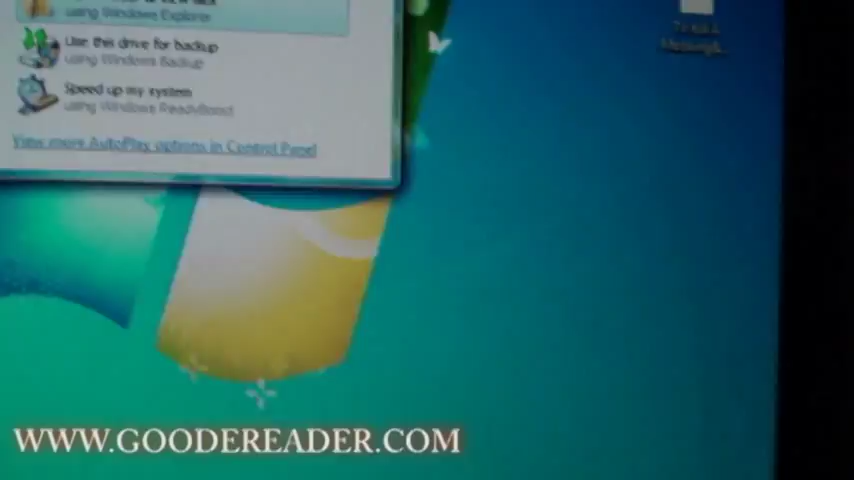 using Windows Explorer
Use this drive for backup
using Windows Backup
Speed up my system
using Windows ReadyBoost
View more AutoPlay options in Control Panel
WWW.GOODEREADER.COM